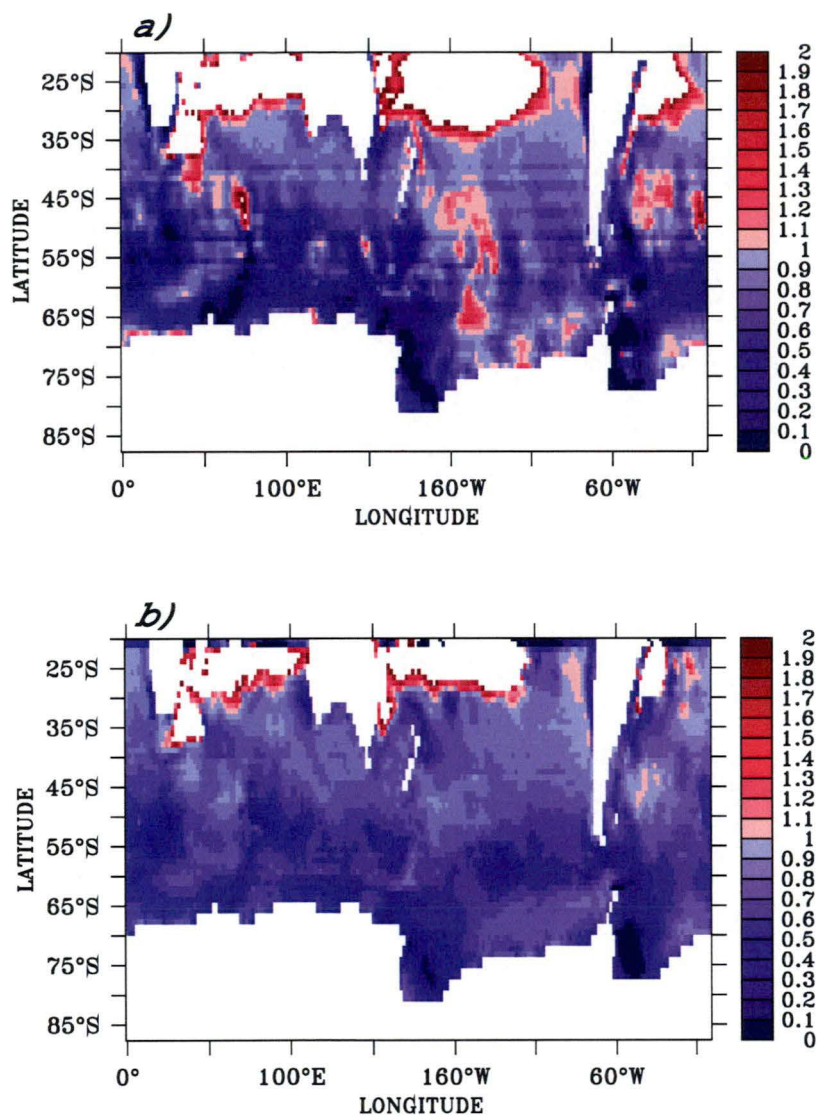 a)
25°S
35°S
45°S
55°S
65°S
75°S
85°S
LATITUDE
0° 100°E 160°W 60°W
LONGITUDE
2
1.9
1.8
1.7
1.6
1.5
1.4
1.3
1.2
1.1
1
0.9
0.8
0.7
0.6
0.5
0.4
0.3
0.2
0.1
0
b)
25°S
35°S
45°S
55°S
65°S
75°S
85°S
LATITUDE
0° 100°E 160°W 60°W
LONGITUDE
2
1.9
1.8
1.7
1.6
1.5
1.4
1.3
1.2
1.1
1
0.9
0.8
0.7
0.6
0.5
0.4
0.3
0.2
0.1
0